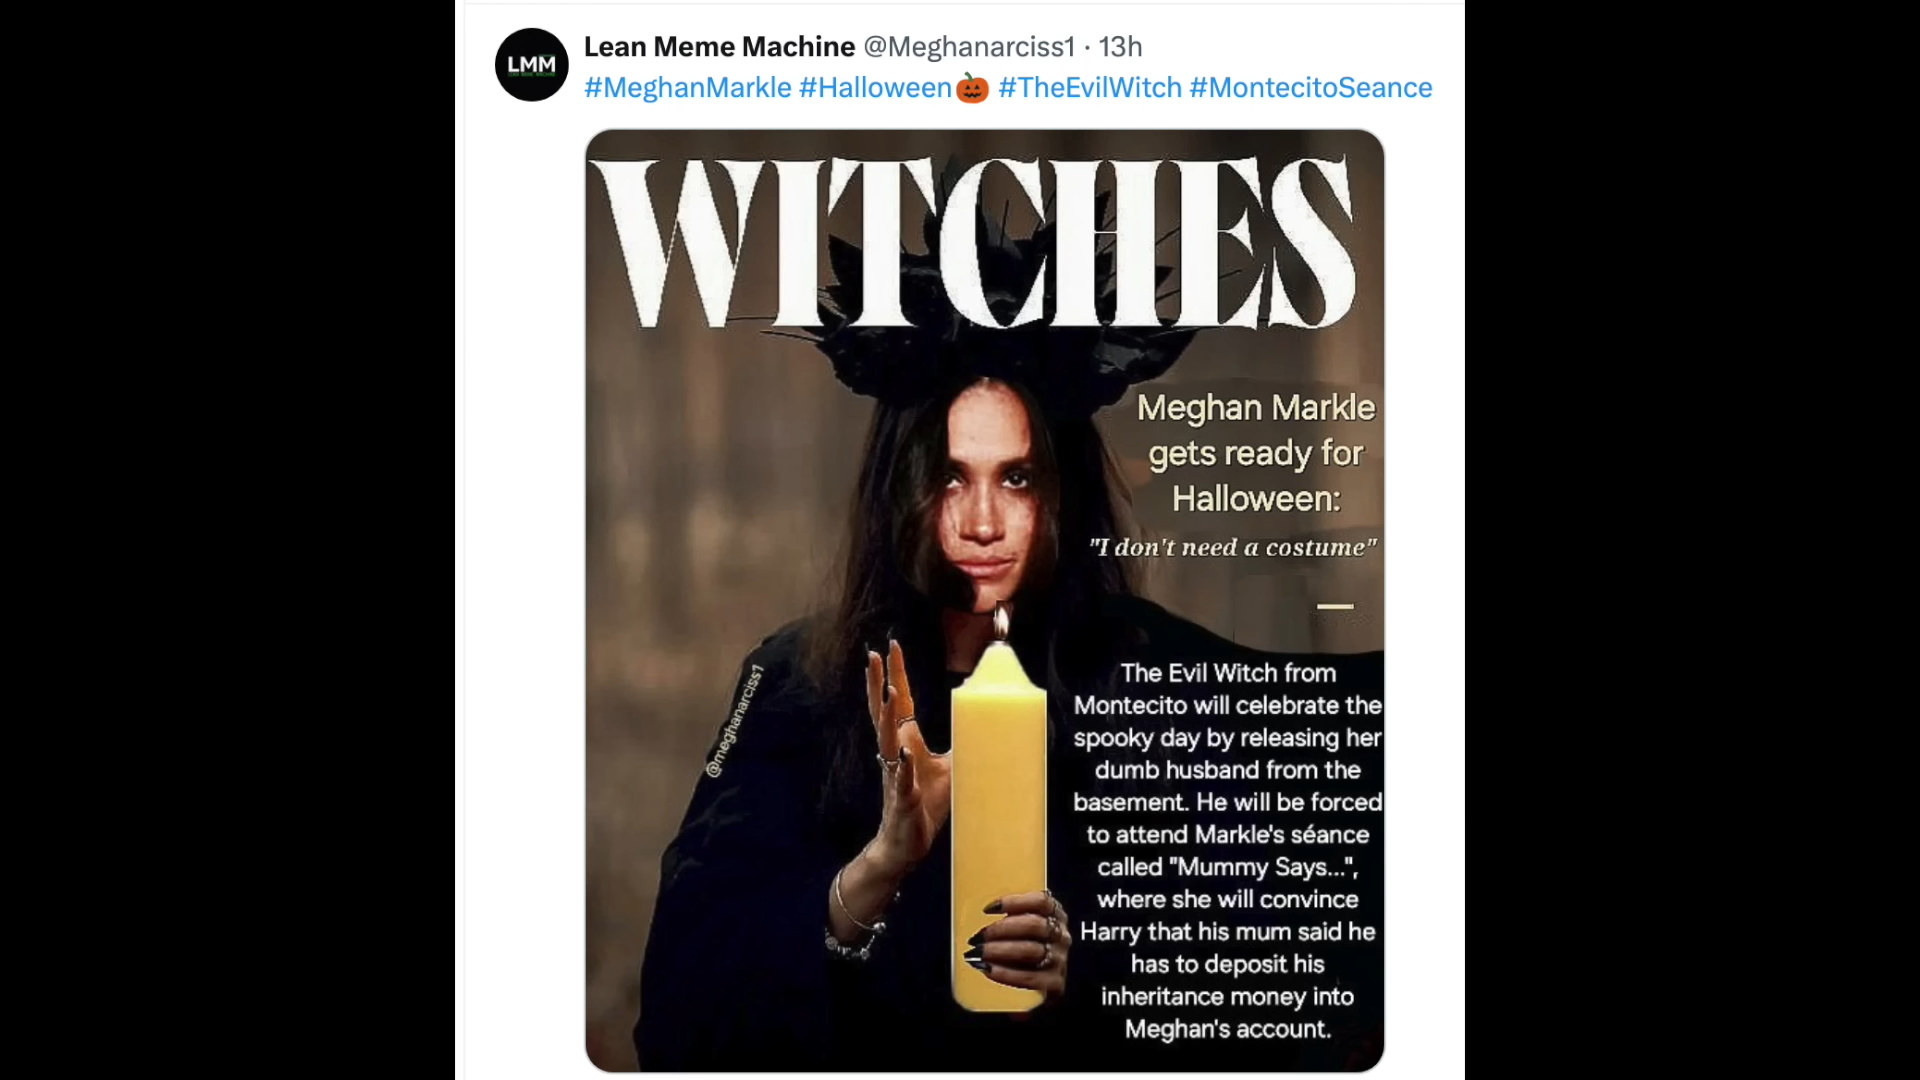 LMM
Lean Meme Machine @Meghanarciss1 · 13h
#MeghanMarkle #Halloween🎃 #TheEvilWitch #MontecitoSeance
WITCHES
Meghan Markle
gets ready for
Halloween:
"I don't need a costume"
—
The Evil Witch from
Montecito will celebrate the
spooky day by releasing her
dumb husband from the
basement. He will be forced
to attend Markle's séance
called "Mummy Says...",
where she will convince
Harry that his mum said he
has to deposit his
inheritance money into
Meghan's account.
@meghanarciss1